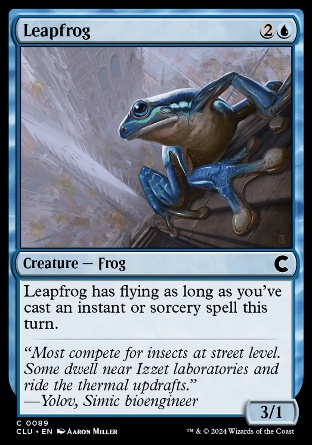 Leapfrog 2
Creature — Frog
Leapfrog has flying as long as you've
cast an instant or sorcery spell this
turn.
"Most compete for insects at street level.
Some dwell near Izzet laboratories and
ride the thermal updrafts."
—Yolov, Simic bioengineer
3/1
C 0089
CLU • EN Aaron Miller
™ & © 2024 Wizards of the Coast